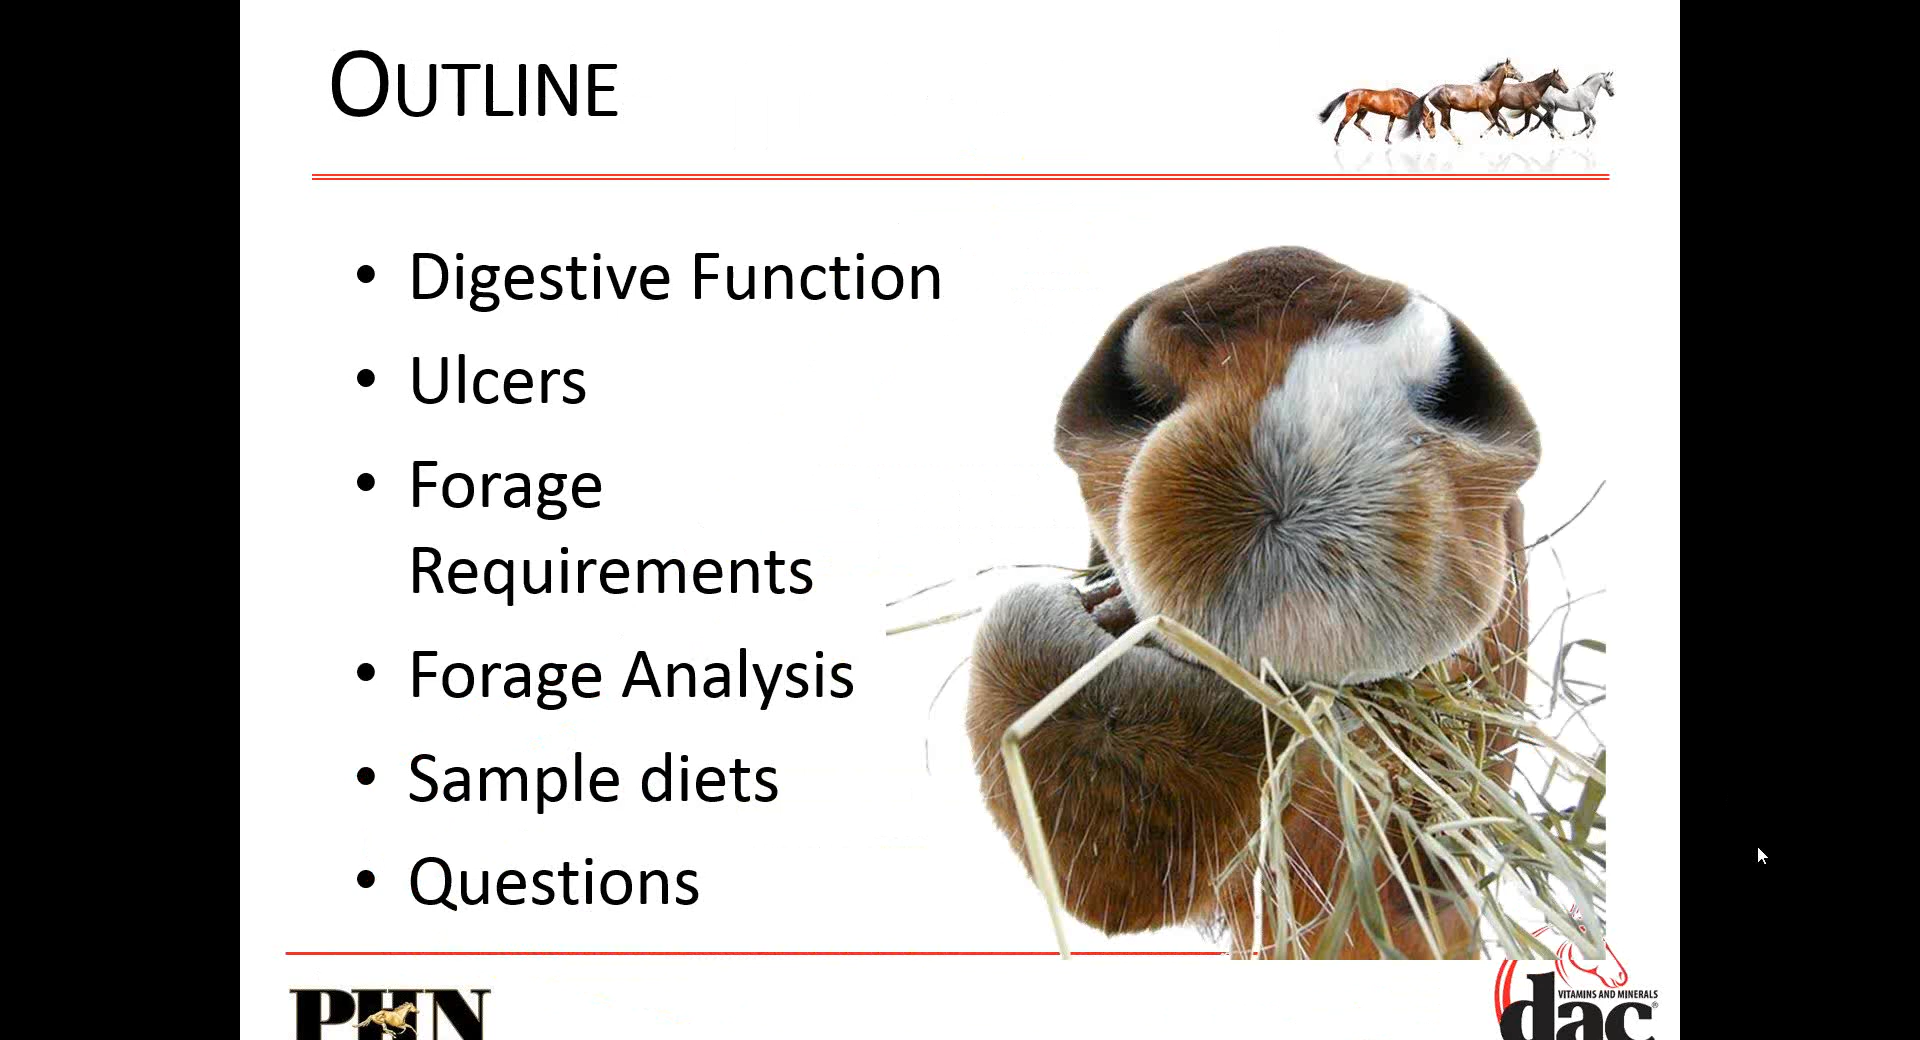 OUTLINE
• Digestive Function
• Ulcers
• Forage
Requirements
• Forage Analysis
• Sample diets
• Questions
PHN
VITAMINS AND MINERALS
dac®